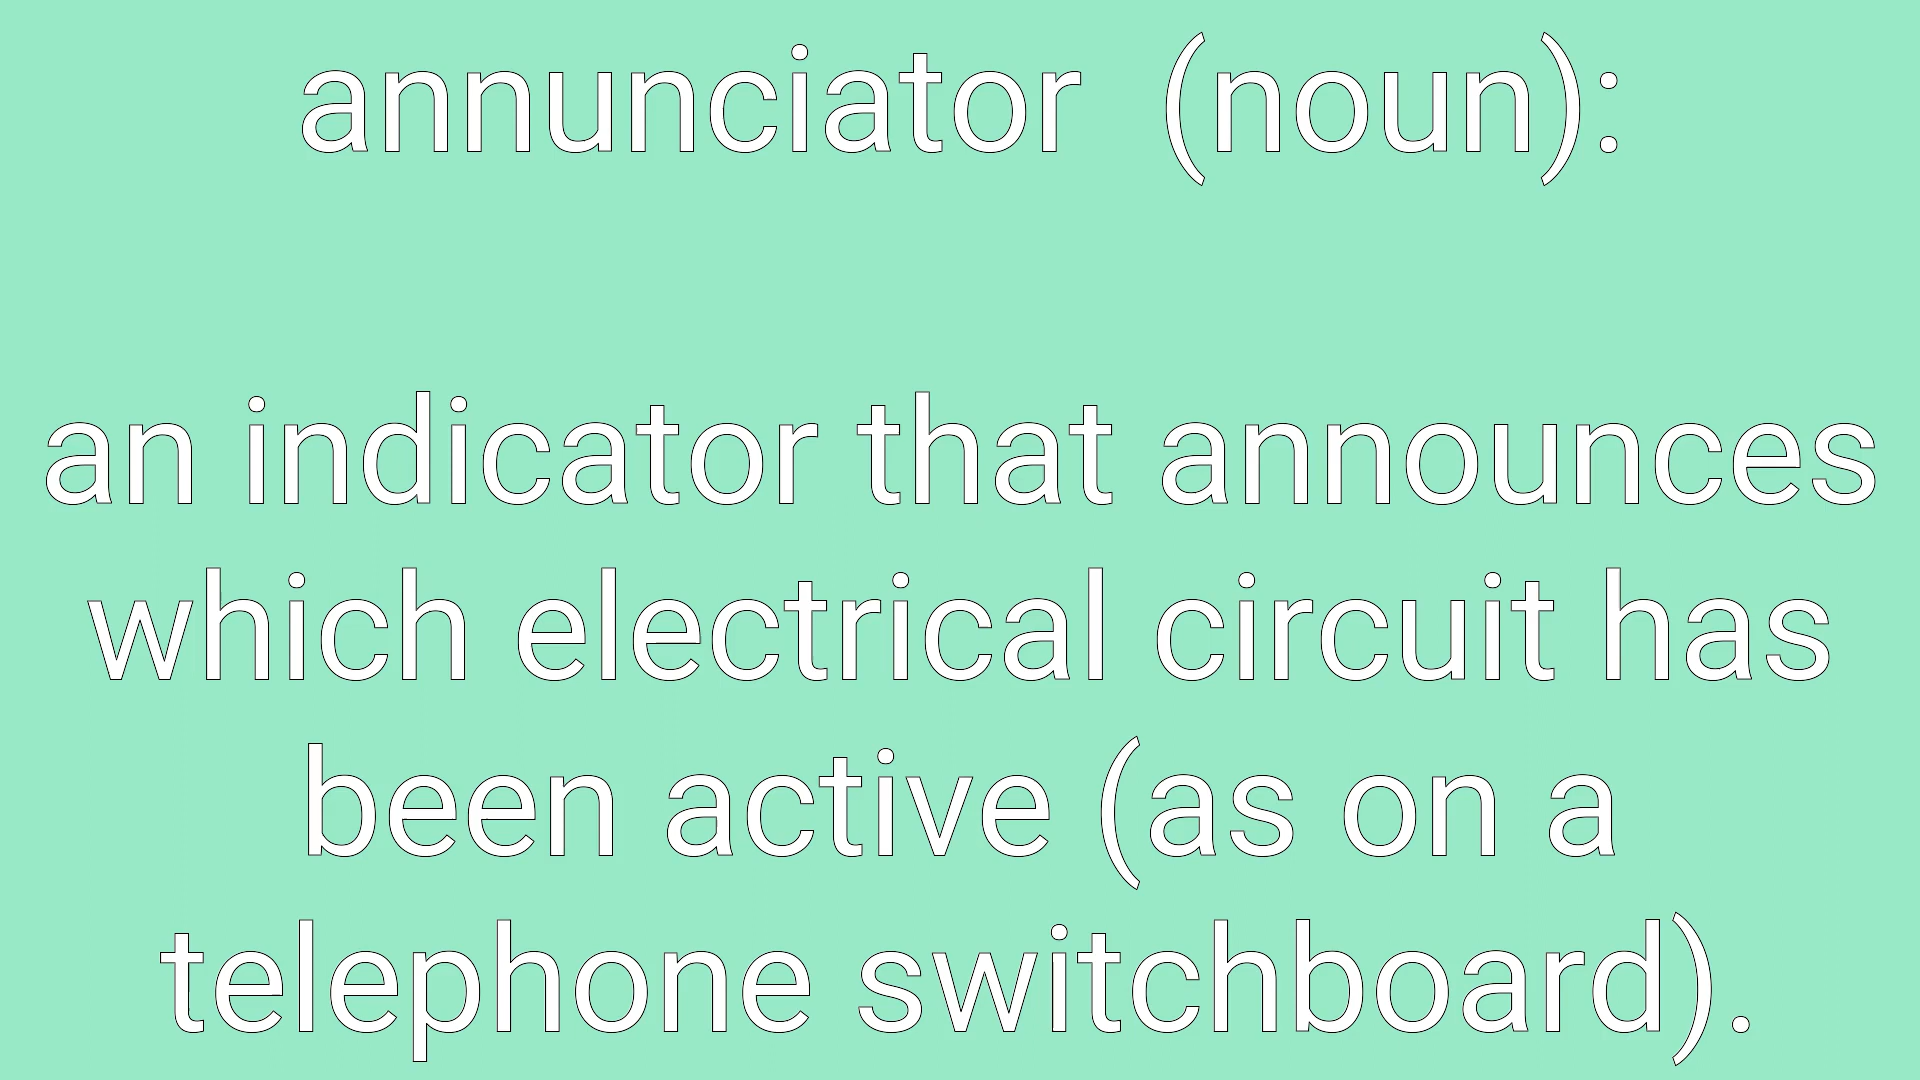 annunciator (noun):
an indicator that announces
which electrical circuit has
been active (as on a
telephone switchboard).